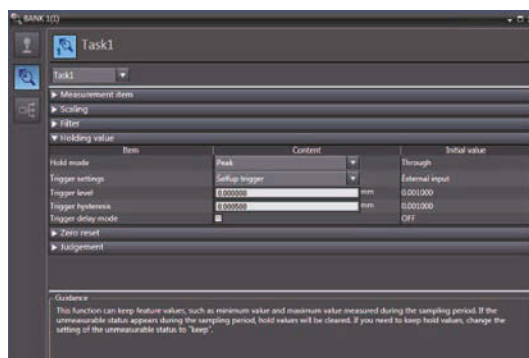 BANK 1(1)
Task1
Task1
Measurement item
Scaling
Filter
Holding value
Item Content Initial value
Hold mode Peak Through
Trigger settings Selfup trigger External input
Trigger level 0.000000 mm 0.001000
Trigger hysteresis 0.000500 mm 0.001000
Trigger delay mode OFF
Zero reset
Judgement
Guidance
This function can keep feature values, such as minimum value and maximum value measured during the sampling period. If the
unmeasurable status appears during the sampling period, hold values will be cleared. If you need to keep hold values, change the
setting of the unmeasurable status to "keep".